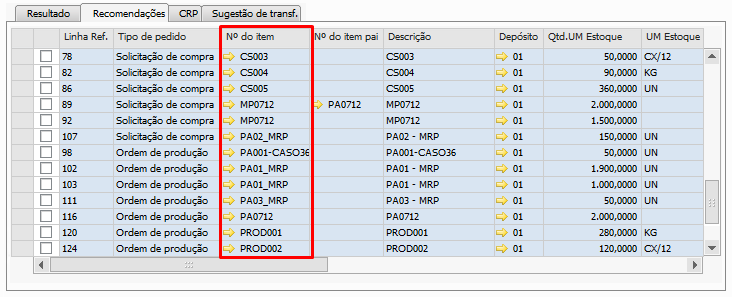 Resultado Recomendações CRP Sugestão de transf.
Linha Ref. Tipo de pedido Nº do item Nº do item pai Descrição Depósito Qtd.UM Estoque UM Estoque
78 Solicitação de compra CS003 CS003 01 50,0000 CX/12
82 Solicitação de compra CS004 CS004 01 90,0000 KG
86 Solicitação de compra CS005 CS005 01 360,0000 UN
89 Solicitação de compra MP0712 PA0712 MP0712 01 2.000,0000
92 Solicitação de compra MP0712 MP0712 01 1.500,0000
107 Solicitação de compra PA02_MRP PA02 - MRP 01 150,0000 UN
98 Ordem de produção PA001-CASO36 PA001-CASO36 01 50,0000 UN
102 Ordem de produção PA01_MRP PA01 - MRP 01 1.900,0000 UN
103 Ordem de produção PA01_MRP PA01 - MRP 01 1.000,0000 UN
111 Ordem de produção PA03_MRP PA03 - MRP 01 50,0000 UN
116 Ordem de produção PA0712 PA0712 01 2.000,0000
120 Ordem de produção PROD001 PROD001 01 280,0000 KG
124 Ordem de produção PROD002 PROD002 01 120,0000 CX/12